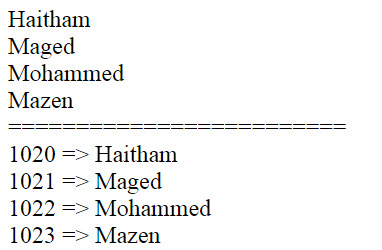 Haitham
Maged
Mohammed
Mazen
=========================
1020 => Haitham
1021 => Maged
1022 => Mohammed
1023 => Mazen